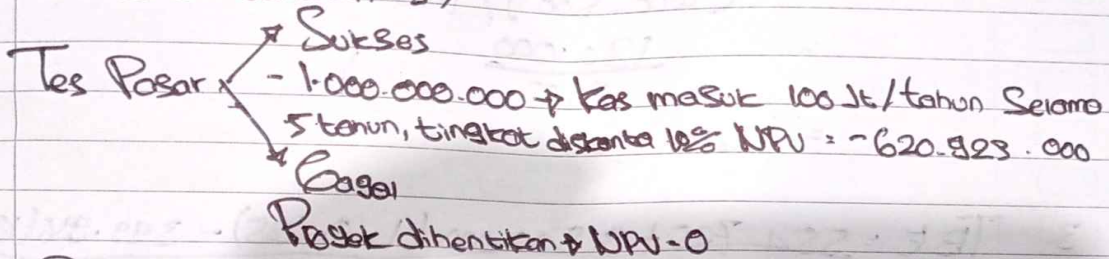 Sukses
Tes Pasar
- 1.000.000.000 → Kas masuk 100 Jt/tahun Selama
5 tahun, tingkat diskonto 10% NPV = -620.923.000
Gagal
Proyek dihentikan → NPV = 0